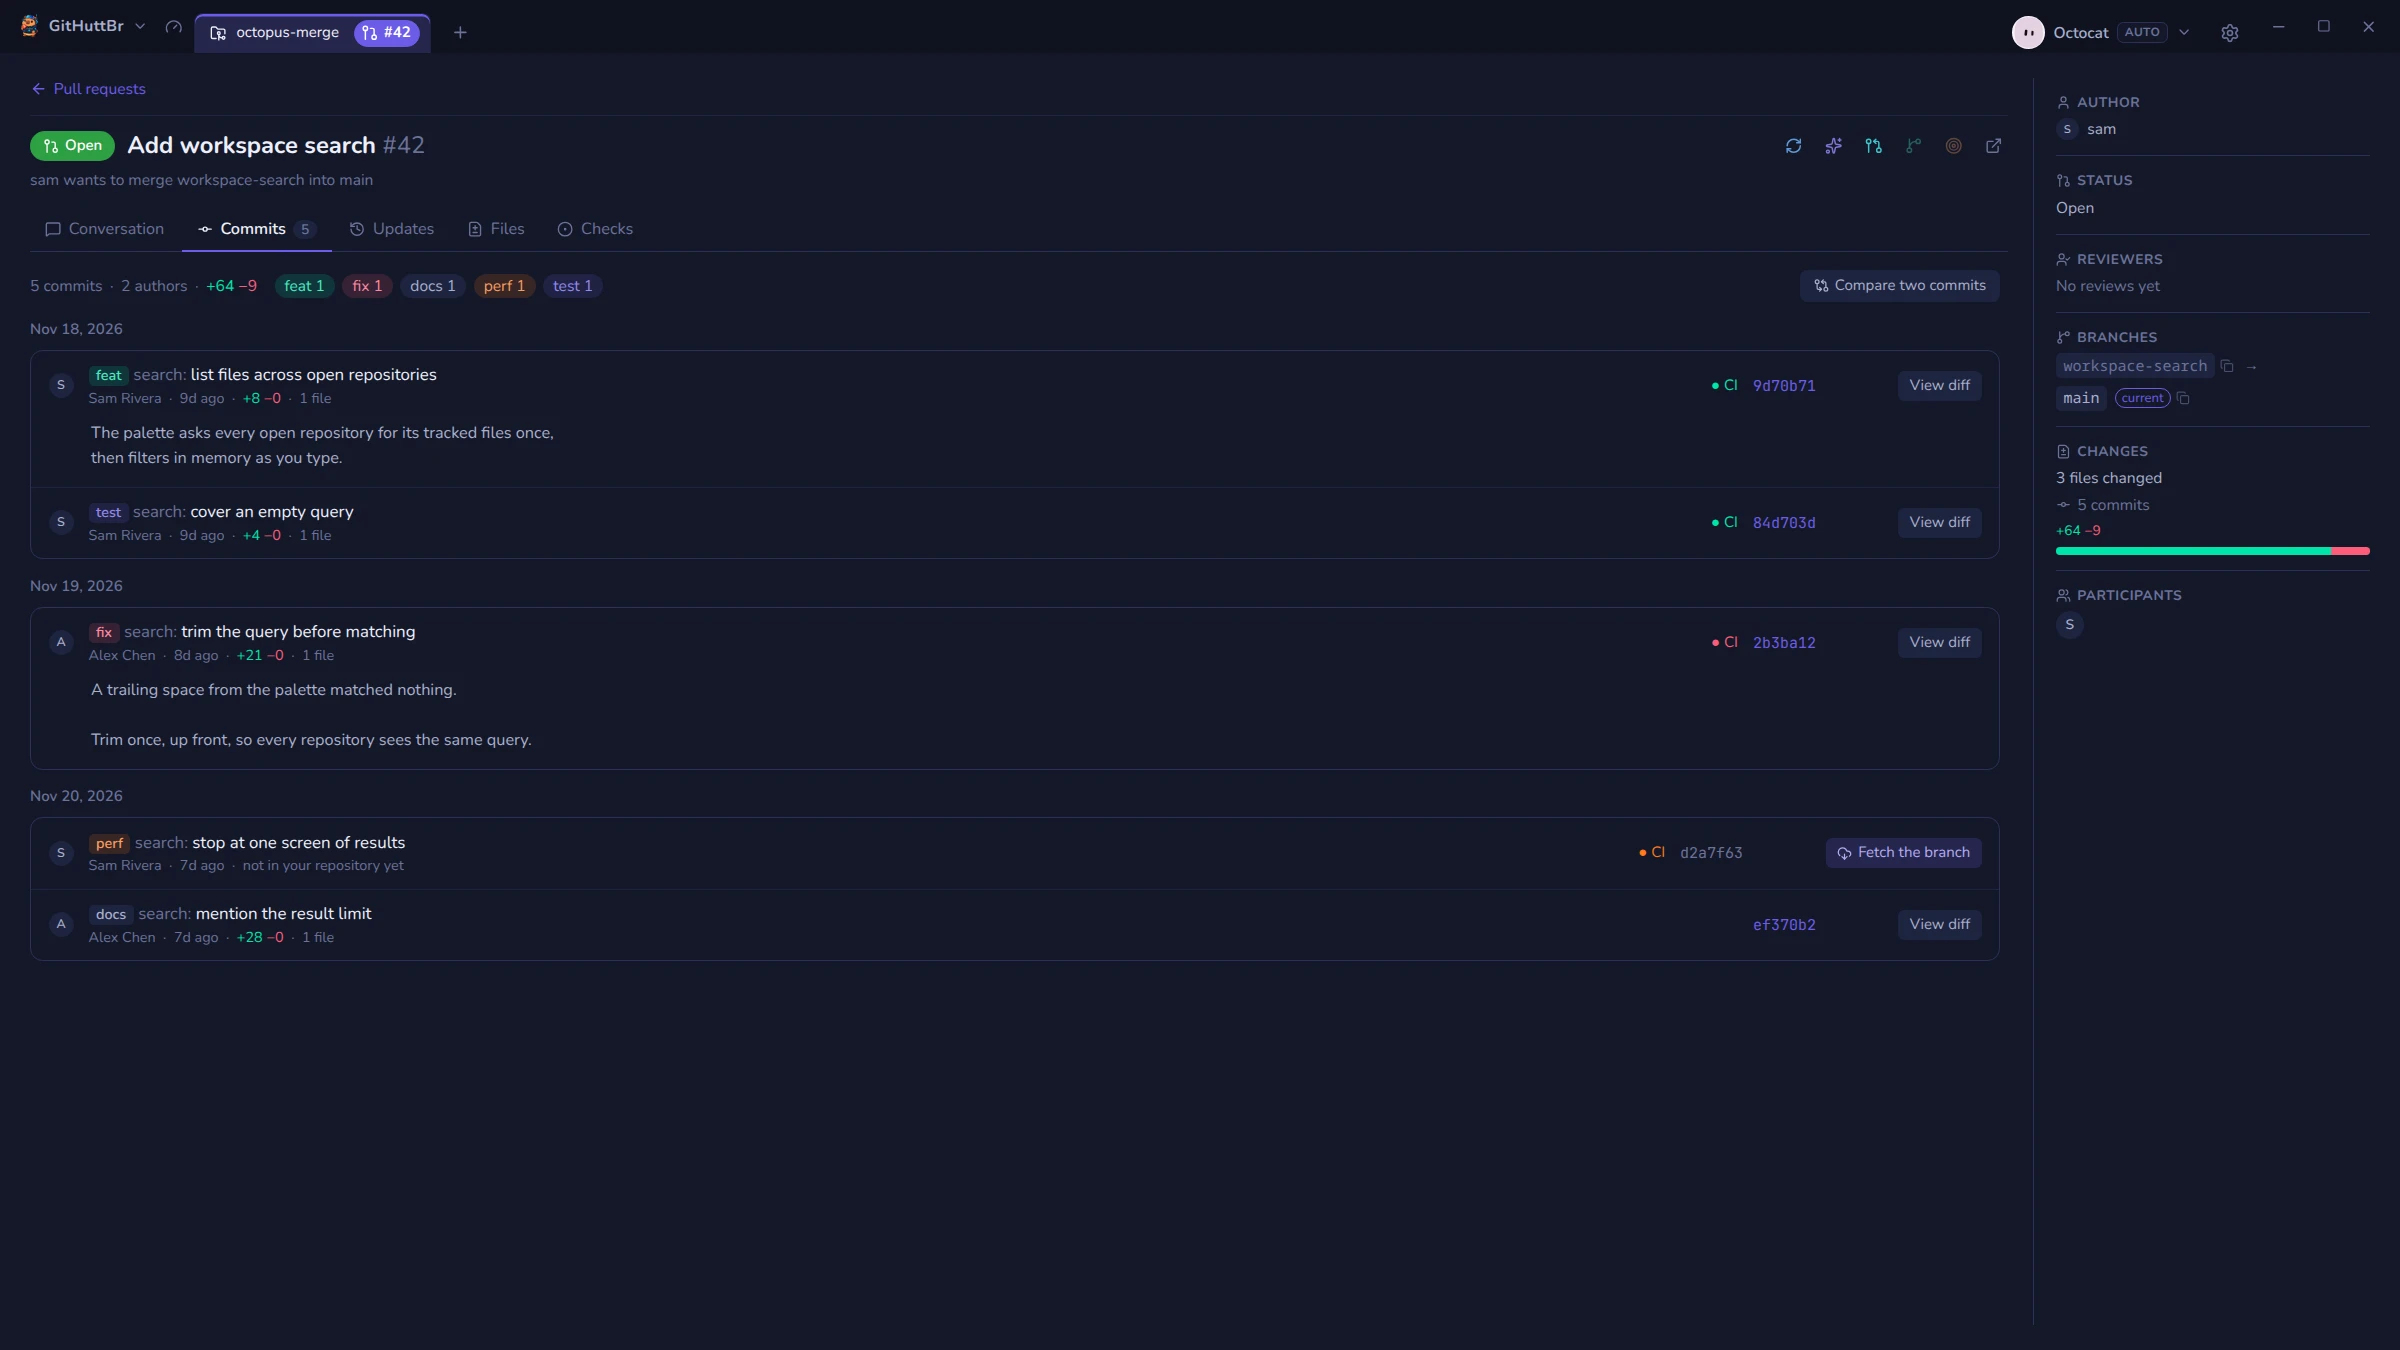 GitHuttBr
octopus-merge #42
Octocat AUTO
Pull requests
Open Add workspace search #42
sam wants to merge workspace-search into main
Conversation Commits 5 Updates Files Checks
5 commits · 2 authors · +64 −9 feat 1 fix 1 docs 1 perf 1 test 1 Compare two commits
Nov 18, 2026
S feat search: list files across open repositories CI 9d70b71 View diff
Sam Rivera · 9d ago · +8 −0 · 1 file
The palette asks every open repository for its tracked files once,
then filters in memory as you type.
S test search: cover an empty query CI 84d703d View diff
Sam Rivera · 9d ago · +4 −0 · 1 file
Nov 19, 2026
A fix search: trim the query before matching CI 2b3ba12 View diff
Alex Chen · 8d ago · +21 −0 · 1 file
A trailing space from the palette matched nothing.
Trim once, up front, so every repository sees the same query.
Nov 20, 2026
S perf search: stop at one screen of results CI d2a7f63 Fetch the branch
Sam Rivera · 7d ago · not in your repository yet
A docs search: mention the result limit ef370b2 View diff
Alex Chen · 7d ago · +28 −0 · 1 file
AUTHOR
S sam
STATUS
Open
REVIEWERS
No reviews yet
BRANCHES
workspace-search →
main current
CHANGES
3 files changed
5 commits
+64 −9
PARTICIPANTS
S